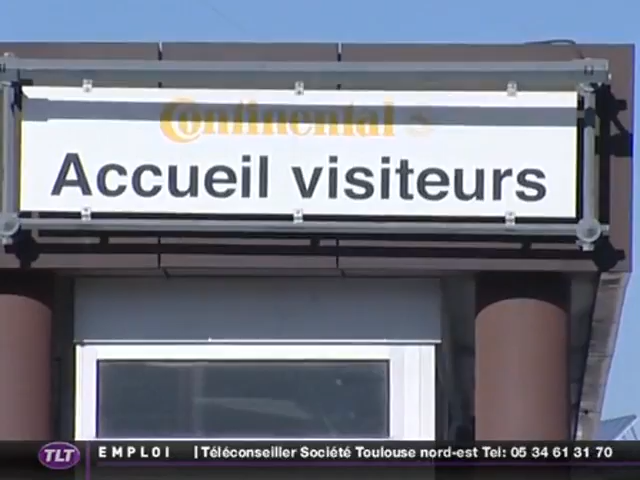 Continental
Accueil visiteurs
TLT EMPLOI | Téléconseiller Société Toulouse nord-est Tel: 05 34 61 31 70